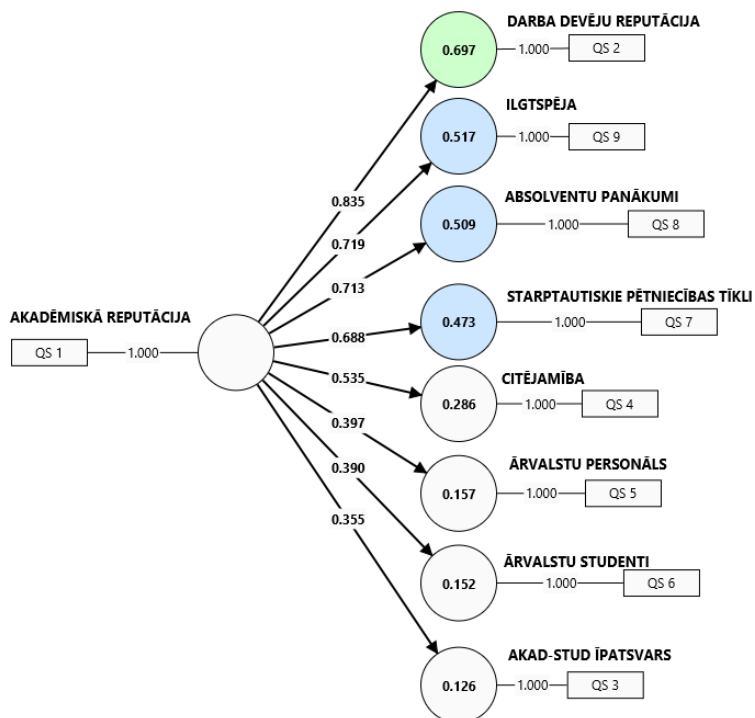 DARBA DEVĒJU REPUTĀCIJA
0.697
1.000
QS 2
ILGTSPĒJA
0.517
1.000
QS 9
0.835
ABSOLVENTU PANĀKUMI
0.719
0.509
1.000
QS 8
0.713
STARPTAUTISKIE PĒTNIECĪBAS TĪKLI
AKADĒMISKĀ REPUTĀCIJA
0.688
0.473
1.000
QS 7
QS 1
1.000
CITĒJAMĪBA
0.535
0.286
1.000
QS 4
0.397
ĀRVALSTU PERSONĀLS
0.390
0.157
1.000
QS 5
0.355
ĀRVALSTU STUDENTI
0.152
1.000
QS 6
AKAD-STUD ĪPATSVARS
0.126
1.000
QS 3